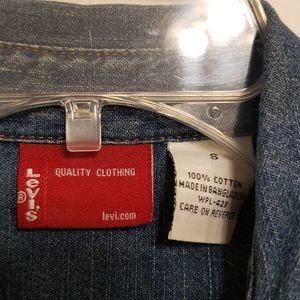 LEVI'S
®
QUALITY CLOTHING
levi.com
S
100% COTTON
MADE IN BANGLADESH
WPL-423
CARE ON REVERSE